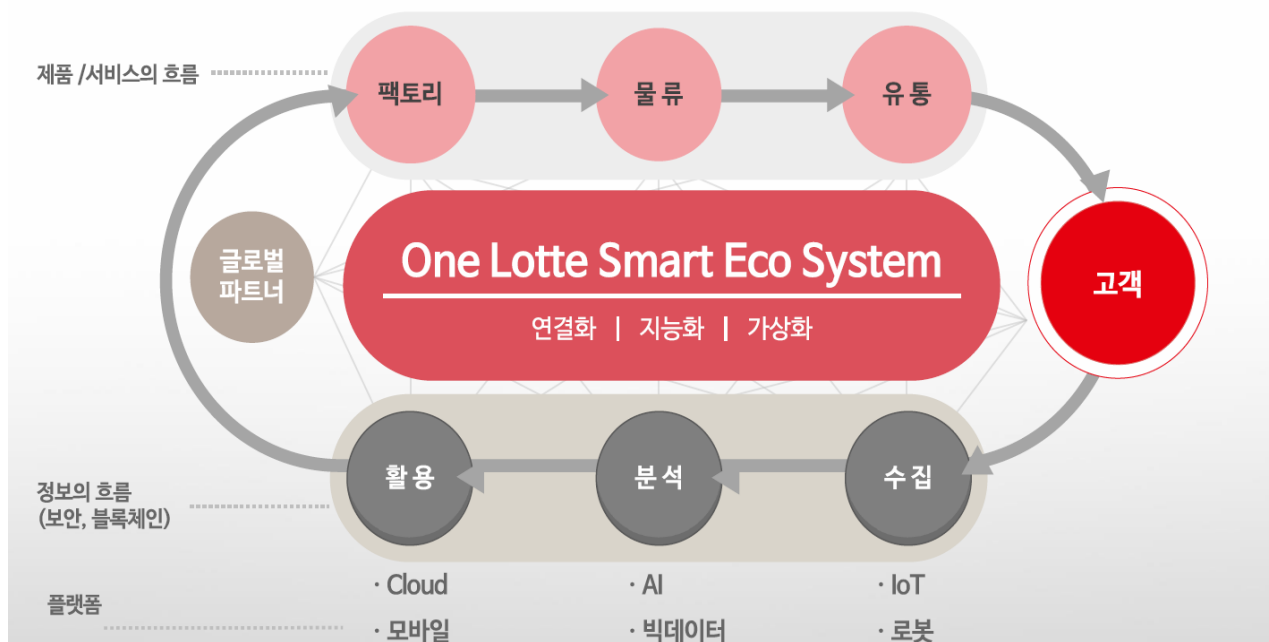 제품 /서비스의 흐름
팩토리
물류
유통
One Lotte Smart Eco System
연결화 | 지능화 | 가상화
글로벌
파트너
고객
활용
분석
수집
정보의 흐름
(보안, 블록체인)
플랫폼
· Cloud
· 모바일
· AI
· 빅데이터
· IoT
· 로봇